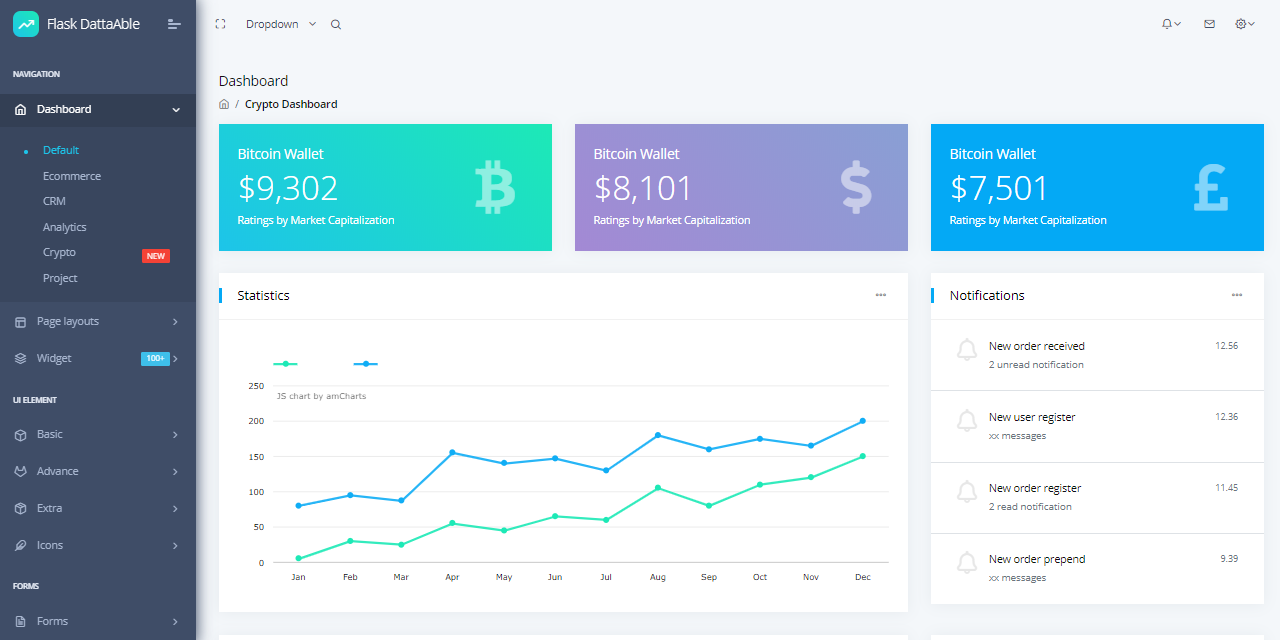 Flask DattaAble
Dropdown
NAVIGATION
Dashboard
Default
Ecommerce
CRM
Analytics
Crypto NEW
Project
Page layouts
Widget 100+
UI ELEMENT
Basic
Advance
Extra
Icons
FORMS
Forms
Dashboard
/ Crypto Dashboard
Bitcoin Wallet
$9,302
Ratings by Market Capitalization
Bitcoin Wallet
$8,101
Ratings by Market Capitalization
Bitcoin Wallet
$7,501
Ratings by Market Capitalization
Statistics
250
JS chart by amCharts
200
150
100
50
0
Jan Feb Mar Apr May Jun Jul Aug Sep Oct Nov Dec
Notifications
New order received 12.56
2 unread notification
New user register 12.36
xx messages
New order register 11.45
2 read notification
New order prepend 9.39
xx messages